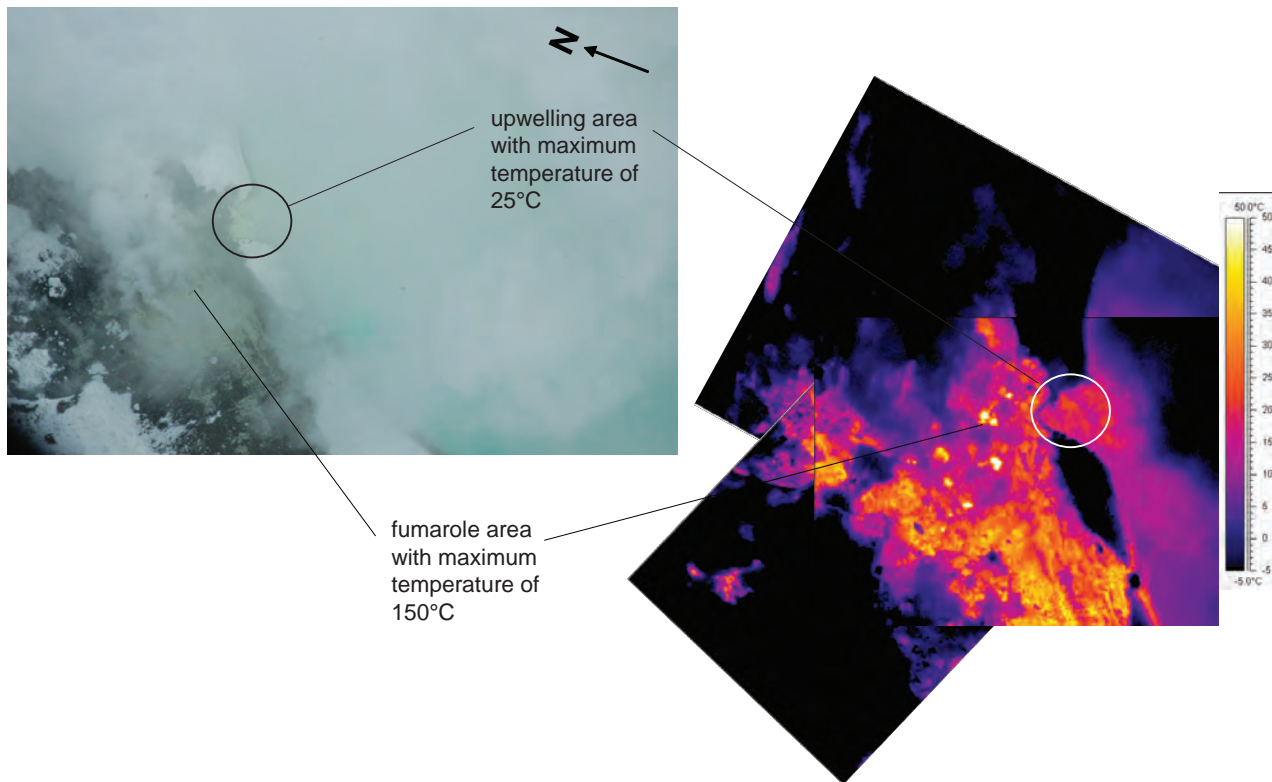 N
upwelling area
with maximum
temperature of
25°C
fumarole area
with maximum
temperature of
150°C
50.0°C
50
45
40
35
30
25
20
15
10
5
0
-5
-5.0°C